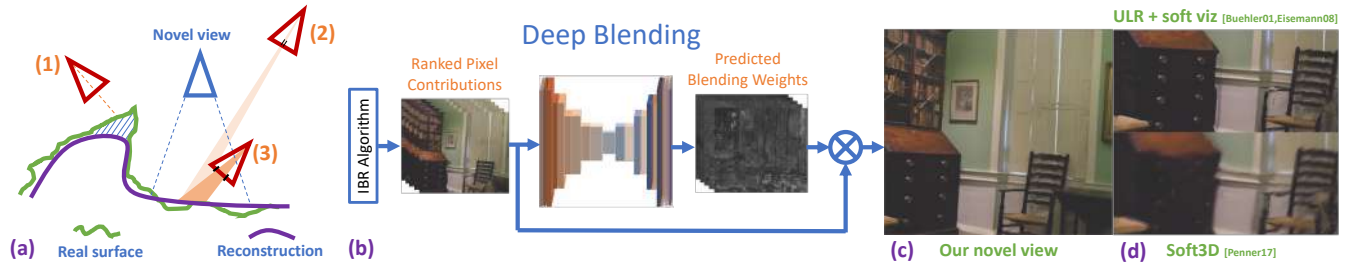 Novel view
(1)
(2)
(3)
Real surface
Reconstruction
(a)
Deep Blending
IBR Algorithm
Ranked Pixel
Contributions
Predicted
Blending Weights
(b)
(c)
Our novel view
ULR + soft viz [Buehler01,Eisemann08]
(d)
Soft3D [Penner17]